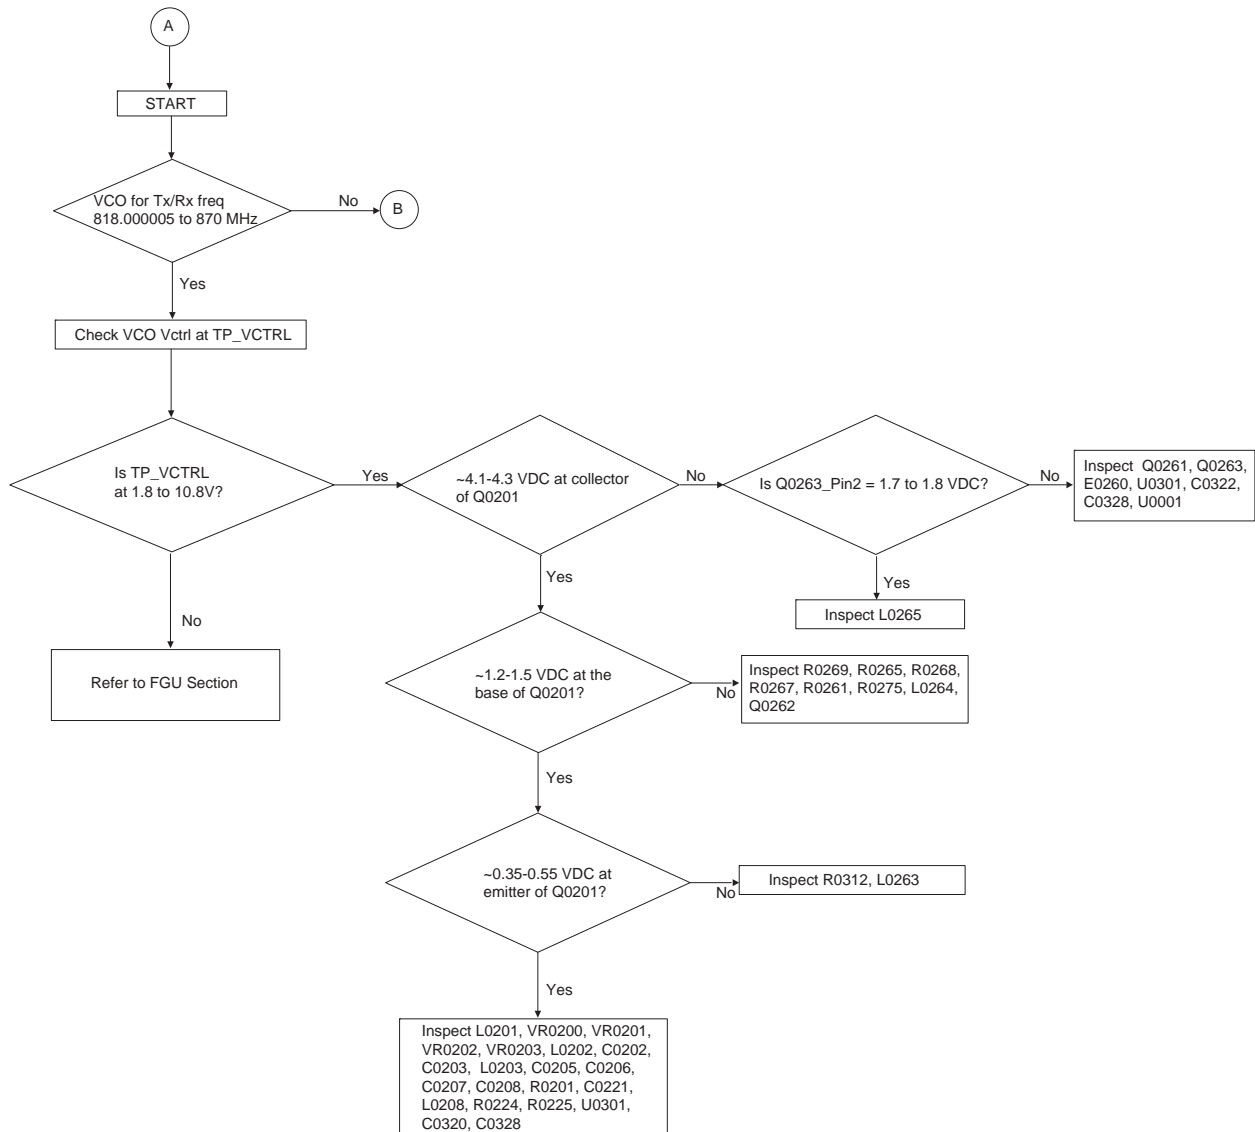 A
START
VCO for Tx/Rx freq
818.000005 to 870 MHz
No
B
Yes
Check VCO Vctrl at TP_VCTRL
Is TP_VCTRL
at 1.8 to 10.8V?
Yes
~4.1-4.3 VDC at collector
of Q0201
No
Is Q0263_Pin2 = 1.7 to 1.8 VDC?
No
Inspect Q0261, Q0263,
E0260, U0301, C0322,
C0328, U0001
Yes
Inspect L0265
No
Refer to FGU Section
Yes
~1.2-1.5 VDC at the
base of Q0201?
No
Inspect R0269, R0265, R0268,
R0267, R0261, R0275, L0264,
Q0262
Yes
~0.35-0.55 VDC at
emitter of Q0201?
No
Inspect R0312, L0263
Yes
Inspect L0201, VR0200, VR0201,
VR0202, VR0203, L0202, C0202,
C0203, L0203, C0205, C0206,
C0207, C0208, R0201, C0221,
L0208, R0224, R0225, U0301,
C0320, C0328